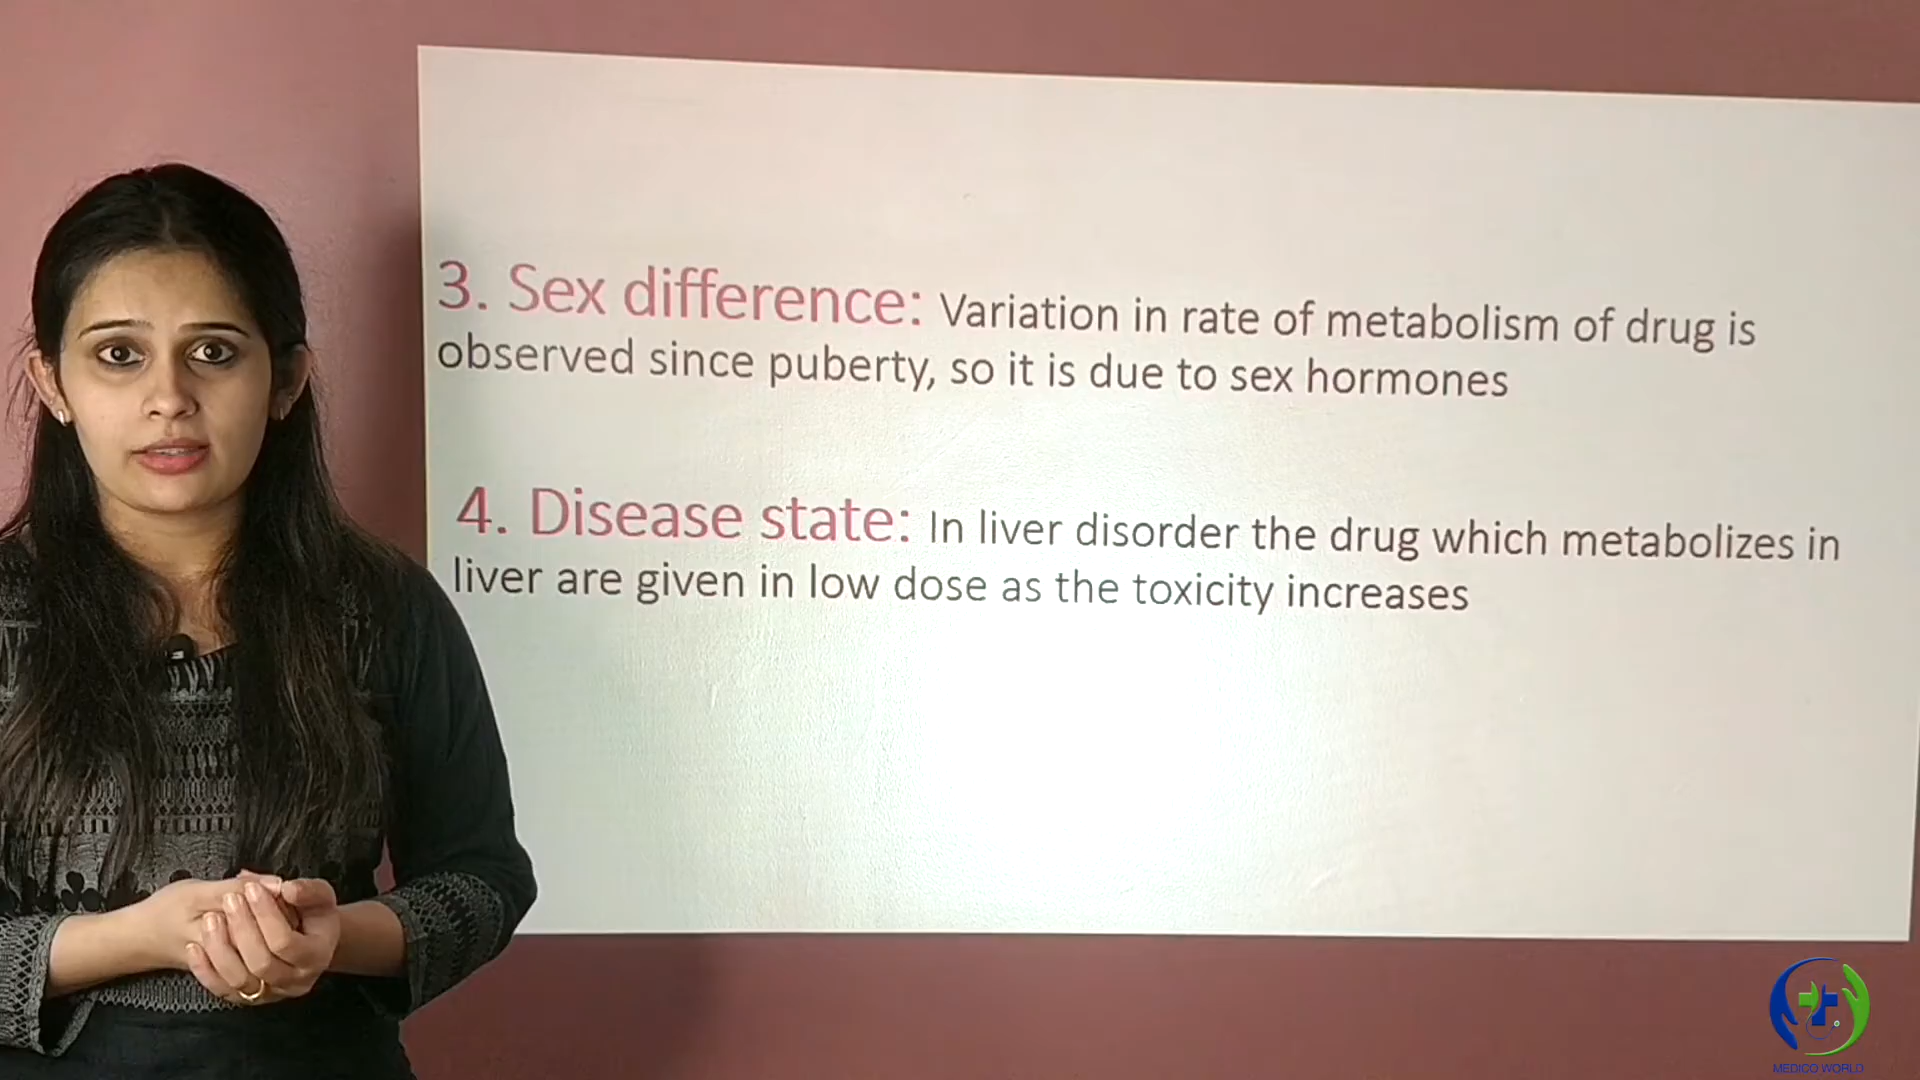 3. Sex difference: Variation in rate of metabolism of drug is
observed since puberty, so it is due to sex hormones
4. Disease state: In liver disorder the drug which metabolizes in
liver are given in low dose as the toxicity increases
MEDICO WORLD